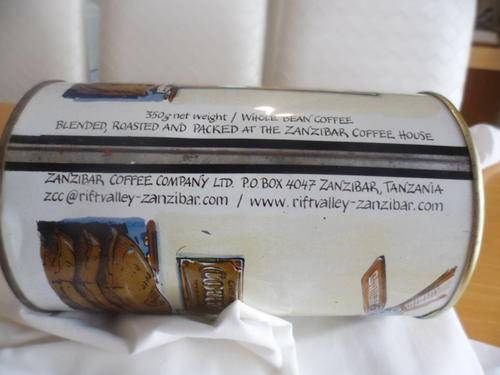 350g net weight / WHOLE BEAN COFFEE
BLENDED, ROASTED AND PACKED AT THE ZANZIBAR COFFEE HOUSE
ZANZIBAR COFFEE COMPANY LTD. P.O. BOX 4047 ZANZIBAR, TANZANIA
zcc@riftvalley-zanzibar.com / www.riftvalley-zanzibar.com